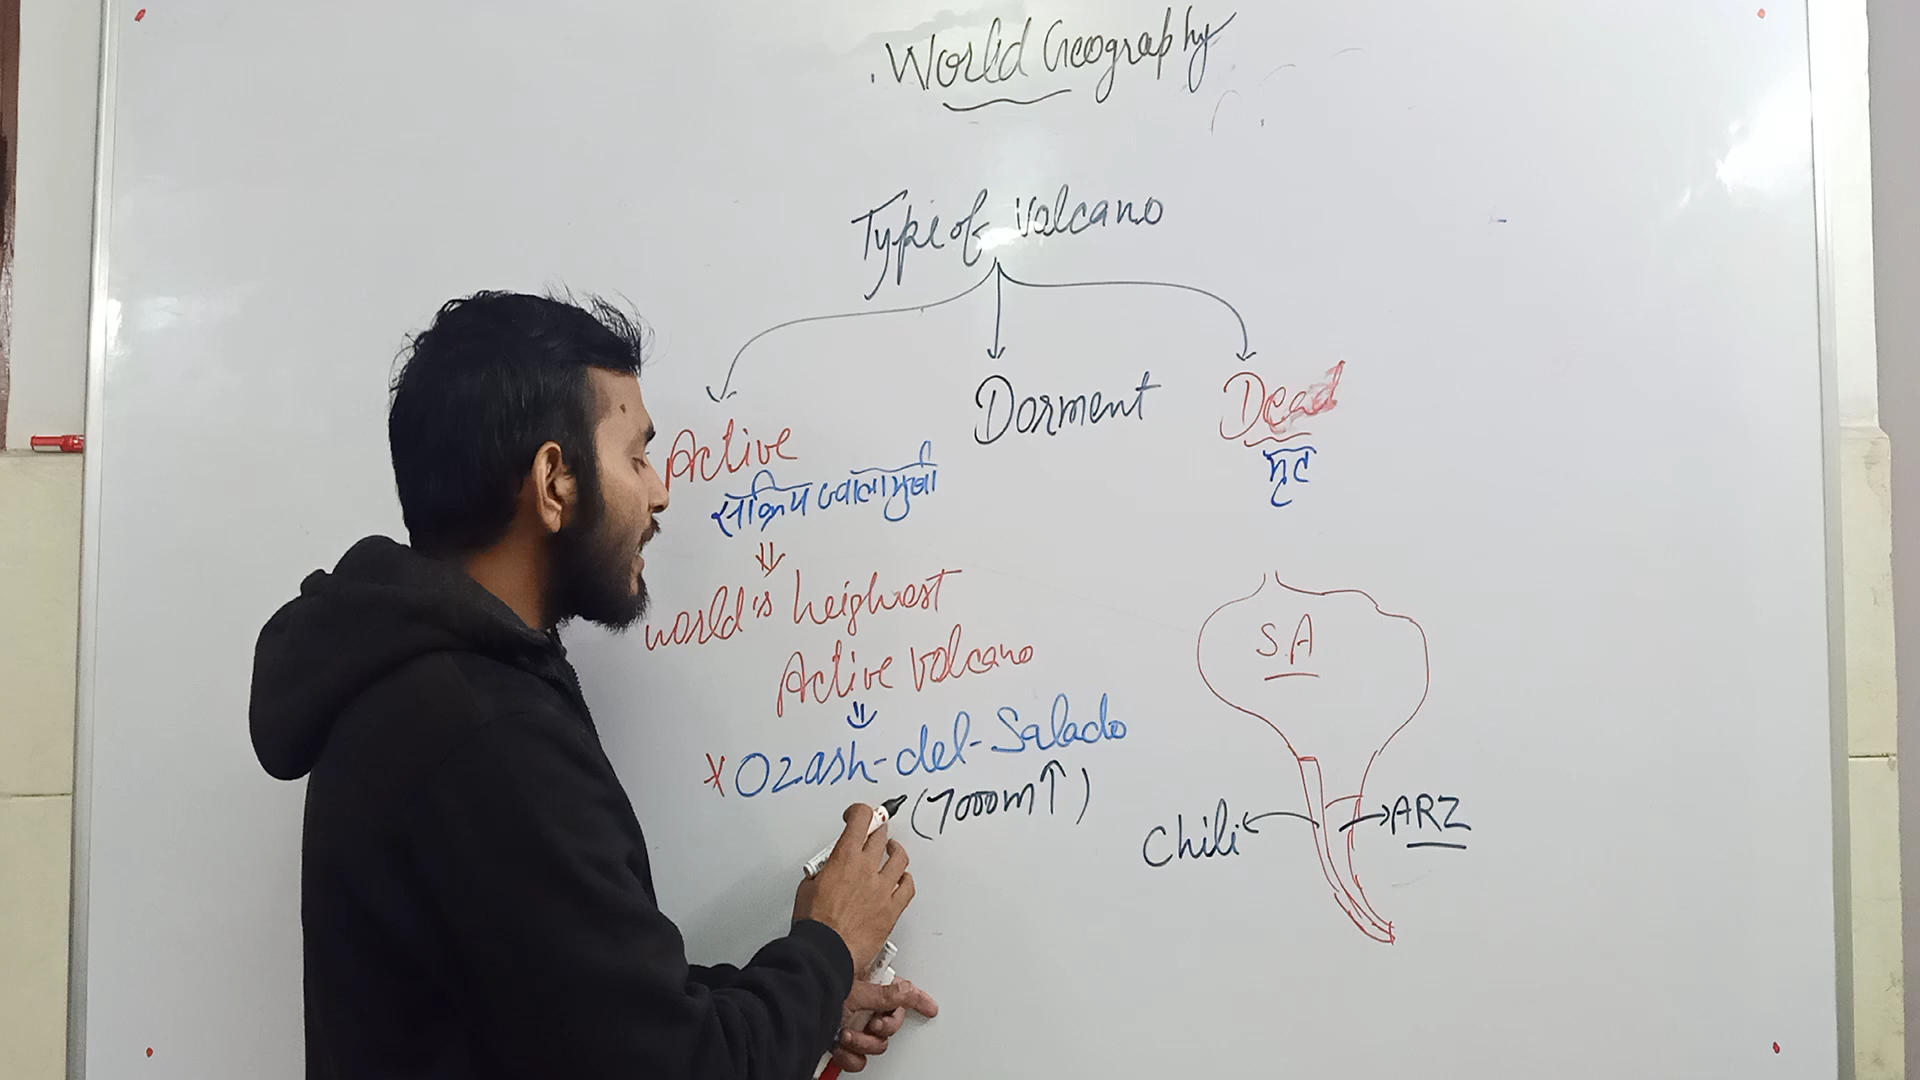 World Geography
Type of Volcano
Active
Dorment
Dead
सक्रिय ज्वालामुखी
मृत
world's heighest
Active Volcano
S.A
* Ozash-del-Salado
(7000m↑)
Chili
ARZ